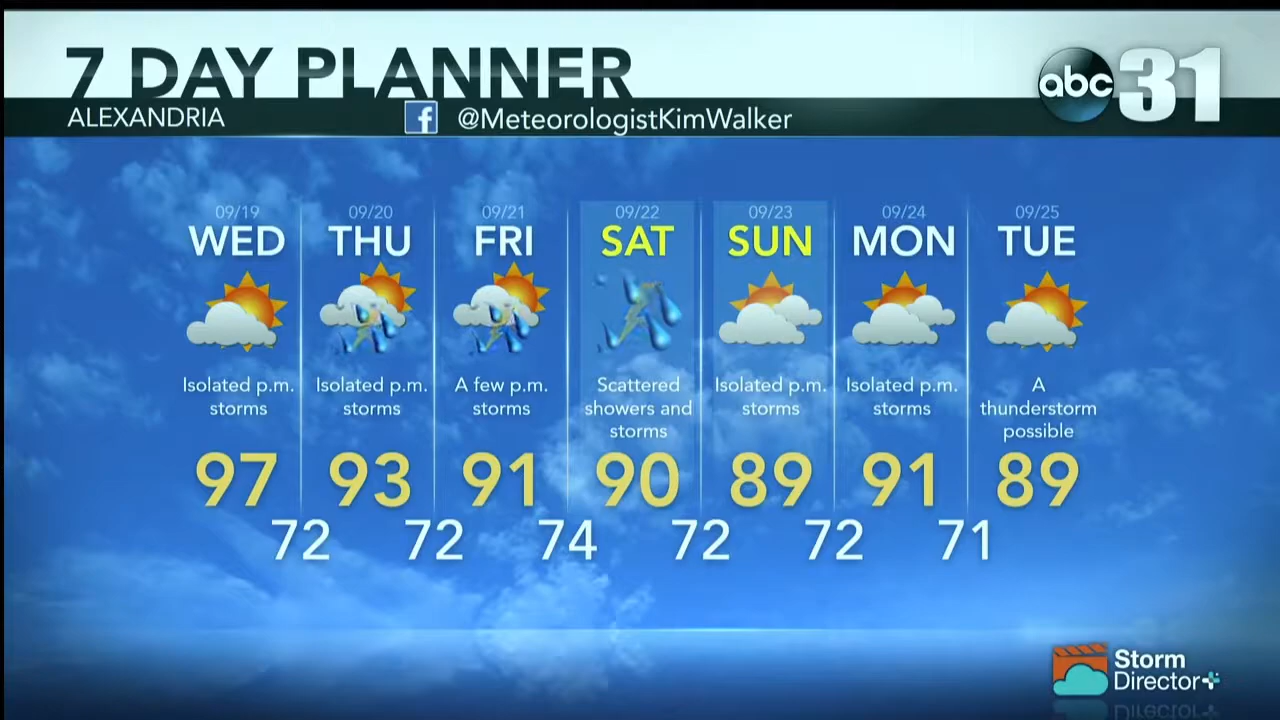 7 DAY PLANNER
abc 31
ALEXANDRIA
f @MeteorologistKimWalker
09/19 09/20 09/21 09/22 09/23 09/24 09/25
WED THU FRI SAT SUN MON TUE
Isolated p.m. Isolated p.m. A few p.m. Scattered Isolated p.m. Isolated p.m. A
storms storms storms showers and storms storms thunderstorm
storms possible
97 93 91 90 89 91 89
72 72 74 72 72 71
Storm
Director+